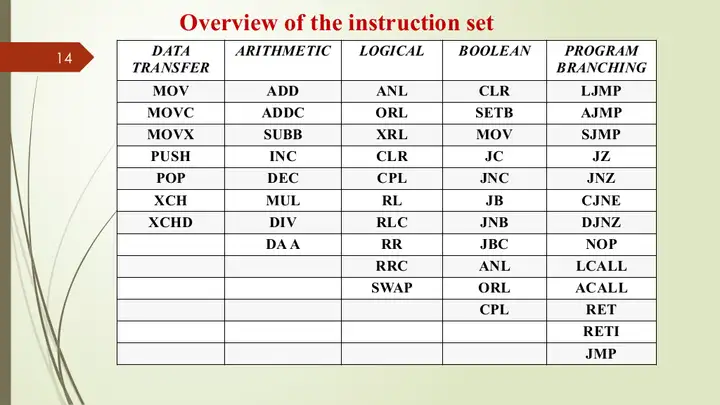 Overview of the instruction set
14
DATA TRANSFER ARITHMETIC LOGICAL BOOLEAN PROGRAM BRANCHING
MOV ADD ANL CLR LJMP
MOVC ADDC ORL SETB AJMP
MOVX SUBB XRL MOV SJMP
PUSH INC CLR JC JZ
POP DEC CPL JNC JNZ
XCH MUL RL JB CJNE
XCHD DIV RLC JNB DJNZ
DA A RR JBC NOP
RRC ANL LCALL
SWAP ORL ACALL
CPL RET
RETI
JMP